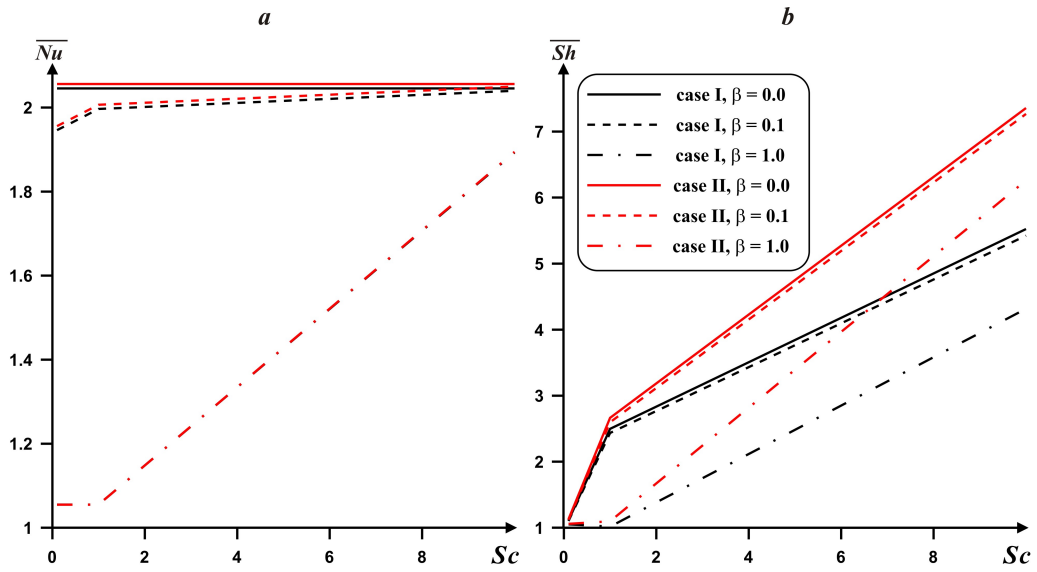 a
Nu
2
1.8
1.6
1.4
1.2
1
0
2
4
6
8
Sc
b
Sh
case I, β = 0.0
case I, β = 0.1
case I, β = 1.0
case II, β = 0.0
case II, β = 0.1
case II, β = 1.0
7
6
5
4
3
2
1
0
2
4
6
8
Sc